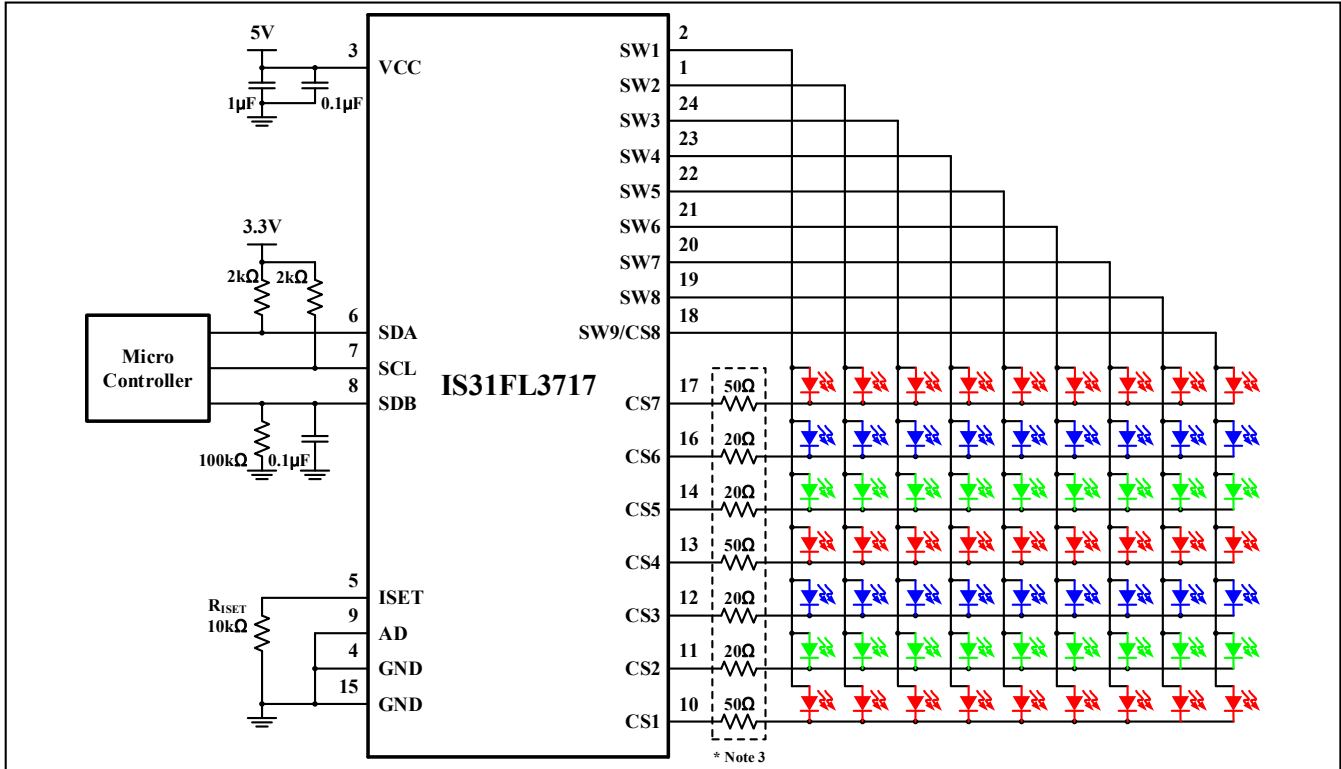 5V
3
VCC
1µF
0.1µF
3.3V
2kΩ
2kΩ
Micro
Controller
6
SDA
7
SCL
8
SDB
100kΩ
0.1µF
IS31FL3717
R_ISET
10kΩ
5
ISET
9
AD
4
GND
15
GND
2
SW1
1
SW2
24
SW3
23
SW4
22
SW5
21
SW6
20
SW7
19
SW8
18
SW9/CS8
17
CS7
50Ω
16
CS6
20Ω
14
CS5
20Ω
13
CS4
50Ω
12
CS3
20Ω
11
CS2
20Ω
10
CS1
50Ω
* Note 3